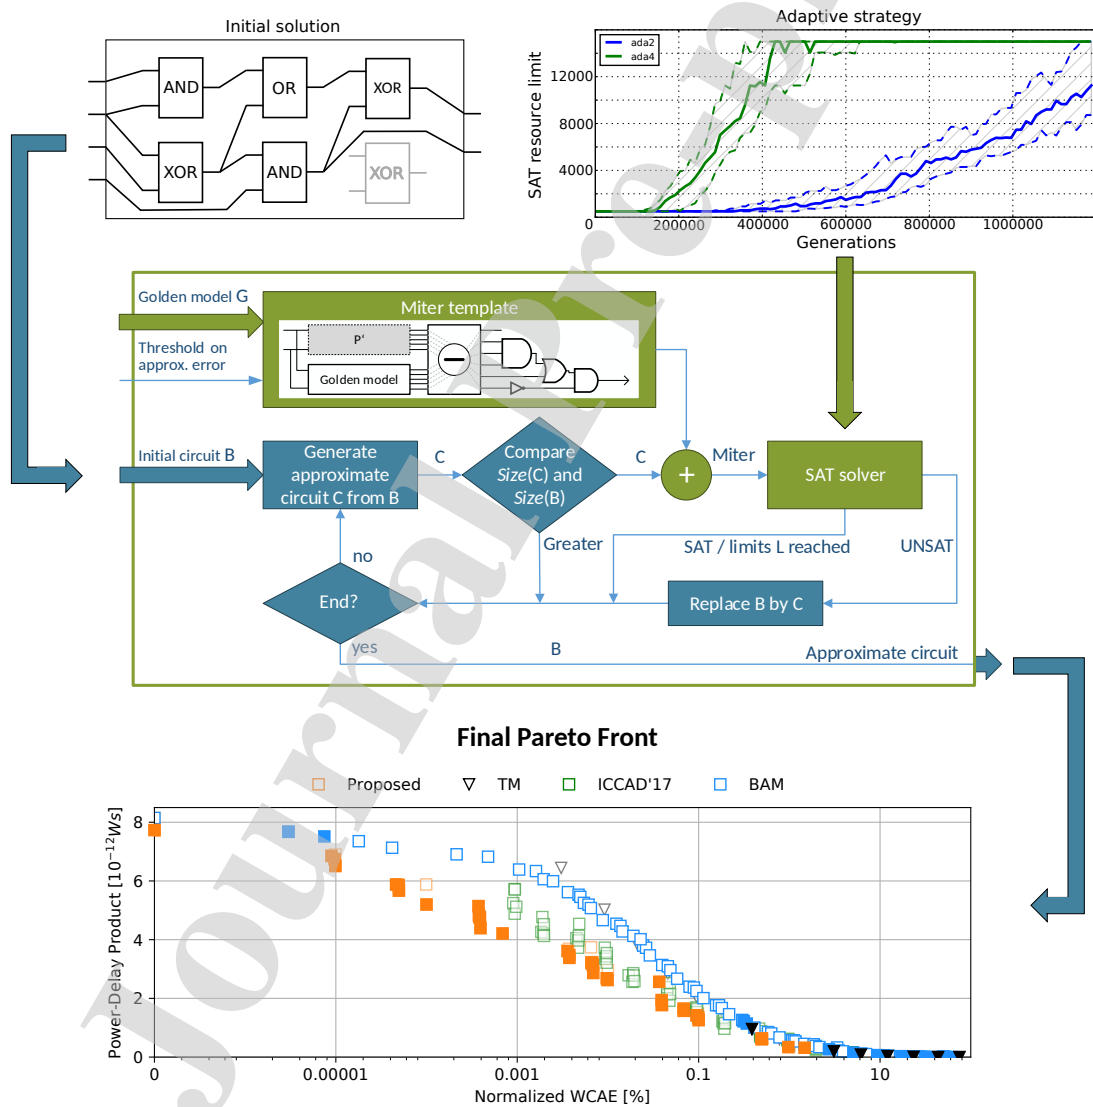 Initial solution
AND
OR
XOR
XOR
AND
XOR
Adaptive strategy
ada2
ada4
SAT resource limit
12000
8000
4000
0
200000
400000
600000
800000
1000000
Generations
Golden model G
Threshold on
approx. error
Miter template
P'
Golden model
Initial circuit B
Generate
approximate
circuit C from B
C
Compare
Size(C) and
Size(B)
C
+
Miter
SAT solver
Greater
SAT / limits L reached
UNSAT
no
End?
Replace B by C
yes
B
Approximate circuit
Final Pareto Front
Proposed
TM
ICCAD'17
BAM
Power-Delay Product [10⁻¹²Ws]
8
6
4
2
0
0
0.00001
0.001
0.1
10
Normalized WCAE [%]
Journal Pre-p